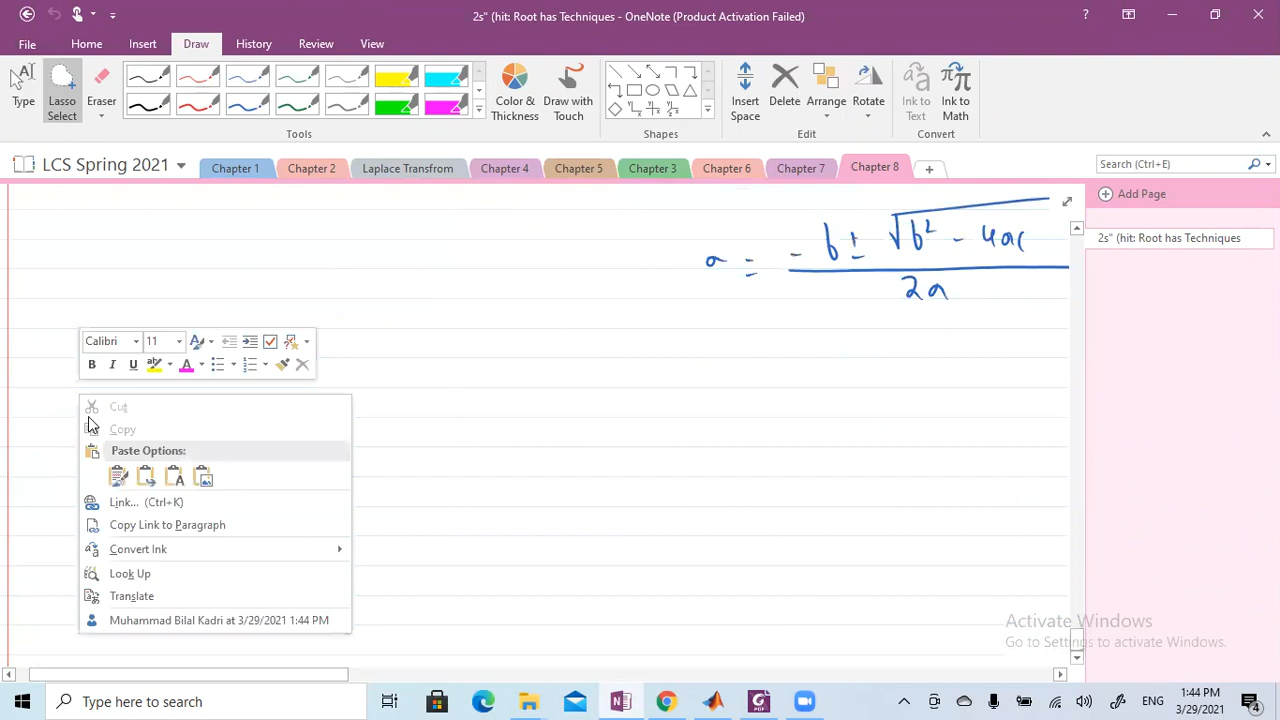 2s" (hit: Root has Techniques - OneNote (Product Activation Failed)
File Home Insert Draw History Review View
Type
Lasso Select
Eraser
Color & Thickness
Draw with Touch
Insert Space
Delete
Arrange
Rotate
Ink to Text
Ink to Math
Tools
Shapes
Edit
Convert
LCS Spring 2021
Chapter 1
Chapter 2
Laplace Transfrom
Chapter 4
Chapter 5
Chapter 3
Chapter 6
Chapter 7
Chapter 8
Search (Ctrl+E)
Add Page
2s" (hit: Root has Techniques
= - b ± √b² - 4ac
2a
Calibri 11
B I U
Cut
Copy
Paste Options:
Link... (Ctrl+K)
Copy Link to Paragraph
Convert Ink
Look Up
Translate
Muhammad Bilal Kadri at 3/29/2021 1:44 PM
Activate Windows
Go to Settings to activate Windows.
Type here to search
ENG
1:44 PM
3/29/2021
4